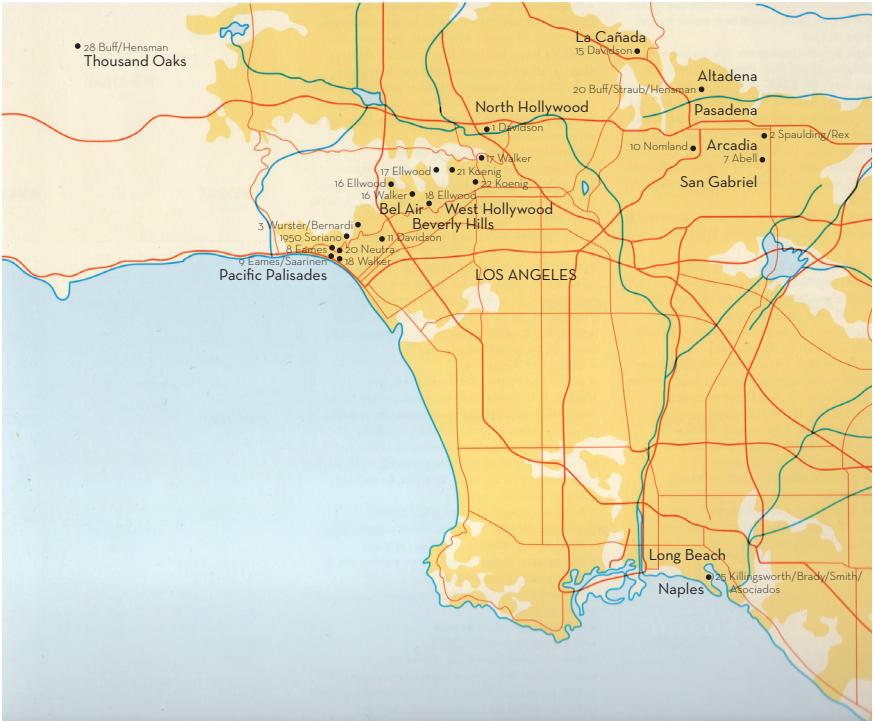 La Cañada
28 Buff/Hensman
15 Davidson
Thousand Oaks
Altadena
20 Buff/Straub/Hensman
North Hollywood
Pasadena
1 Davidson
2 Spaulding/Rex
10 Nomland
Arcadia
17 Walker
7 Abell
17 Ellwood
21 Koenig
16 Ellwood
22 Koenig
San Gabriel
16 Walker
18 Ellwood
Bel Air
West Hollywood
3 Wurster/Bernardi
Beverly Hills
1950 Soriano
11 Davidson
8 Eames
20 Neutra
9 Eames/Saarinen
18 Walker
Pacific Palisades
LOS ANGELES
Long Beach
25 Killingsworth/Brady/Smith/
Naples
Asociados